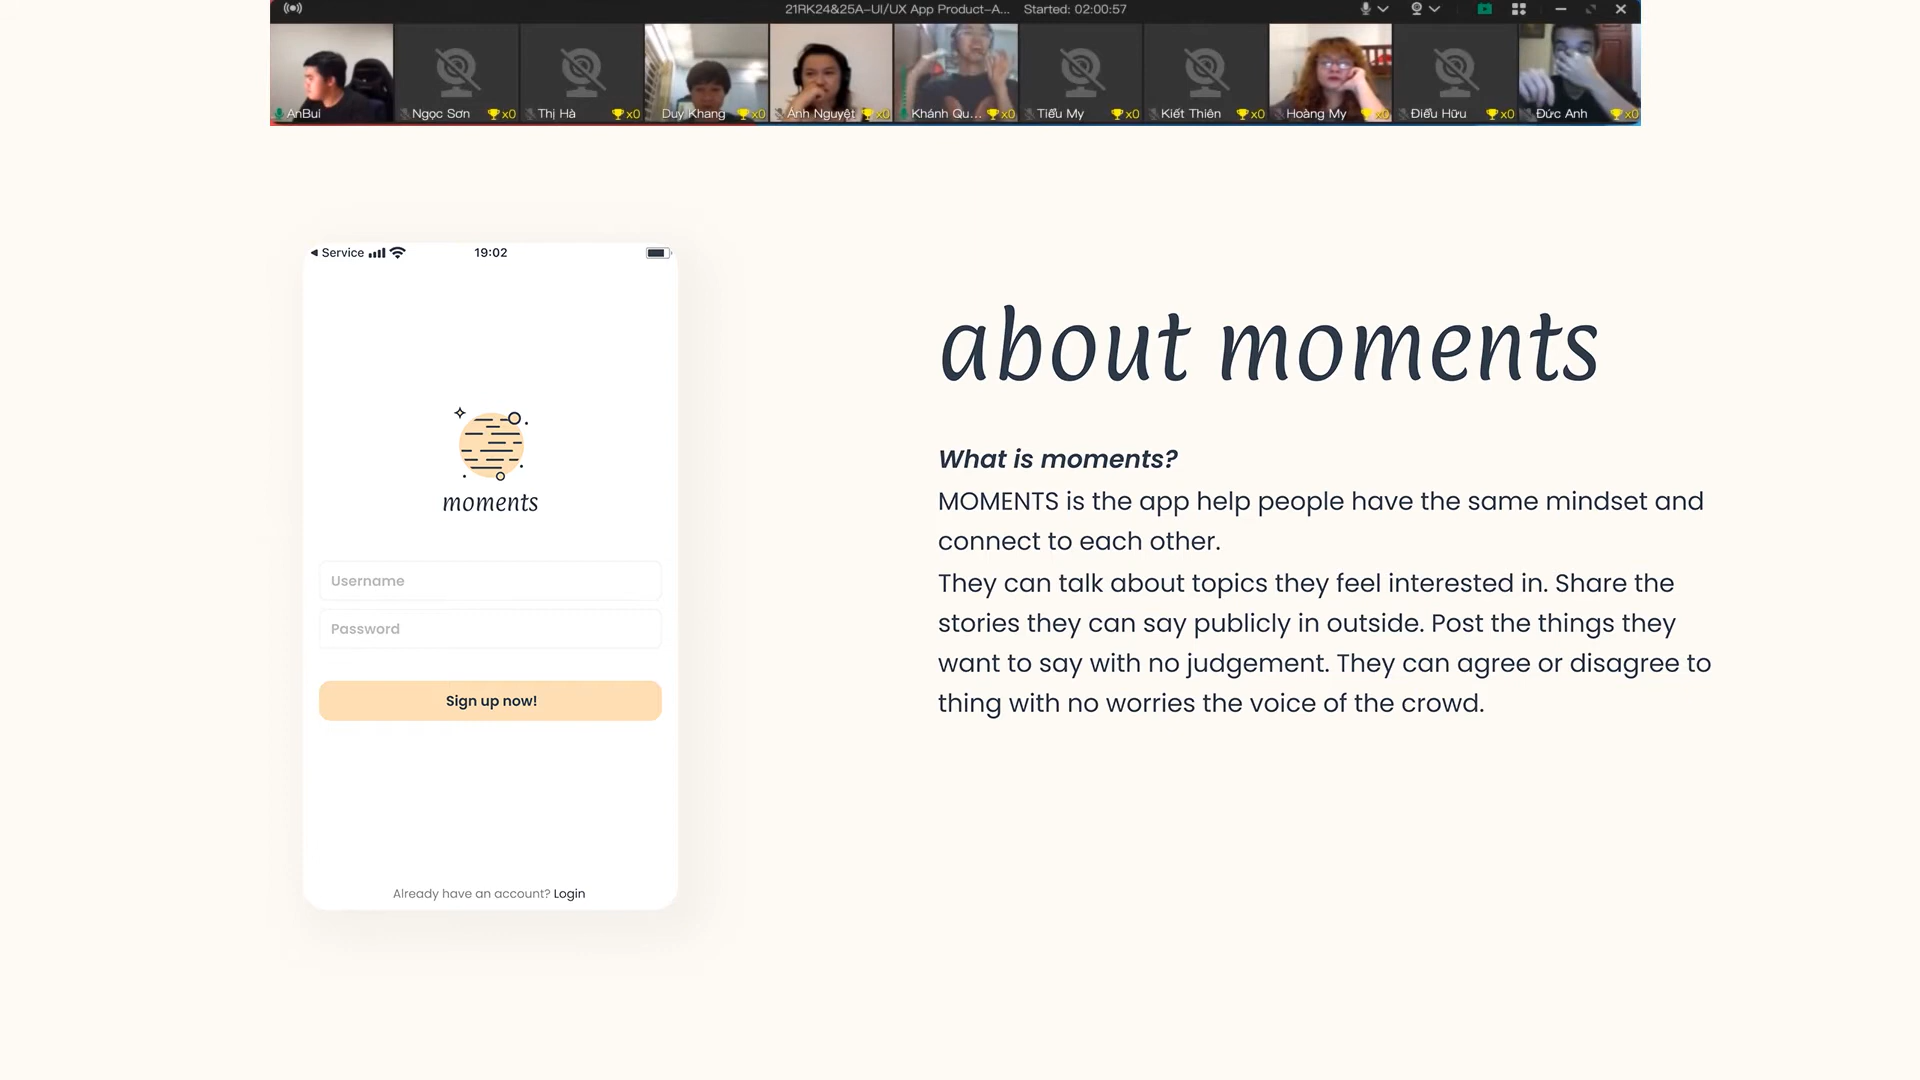 21RK24&25A-UI/UX App Product-A... Started: 02:00:57
AnBui
Ngọc Sơn x0
Thị Hà x0
Duy Khang x0
Ánh Nguyệt x0
Khánh Qu... x0
Tiểu My x0
Kiết Thiên x0
Hoàng My x0
Điểu Hữu x0
Đức Anh x0
Service 19:02
moments
Username
Password
Sign up now!
Already have an account? Login
about moments
What is moments?
MOMENTS is the app help people have the same mindset and
connect to each other.
They can talk about topics they feel interested in. Share the
stories they can say publicly in outside. Post the things they
want to say with no judgement. They can agree or disagree to
thing with no worries the voice of the crowd.